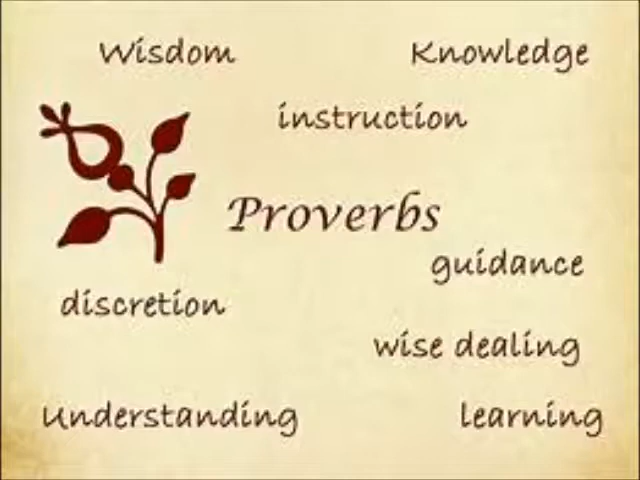 Wisdom
Knowledge
instruction
Proverbs
guidance
discretion
wise dealing
Understanding
learning